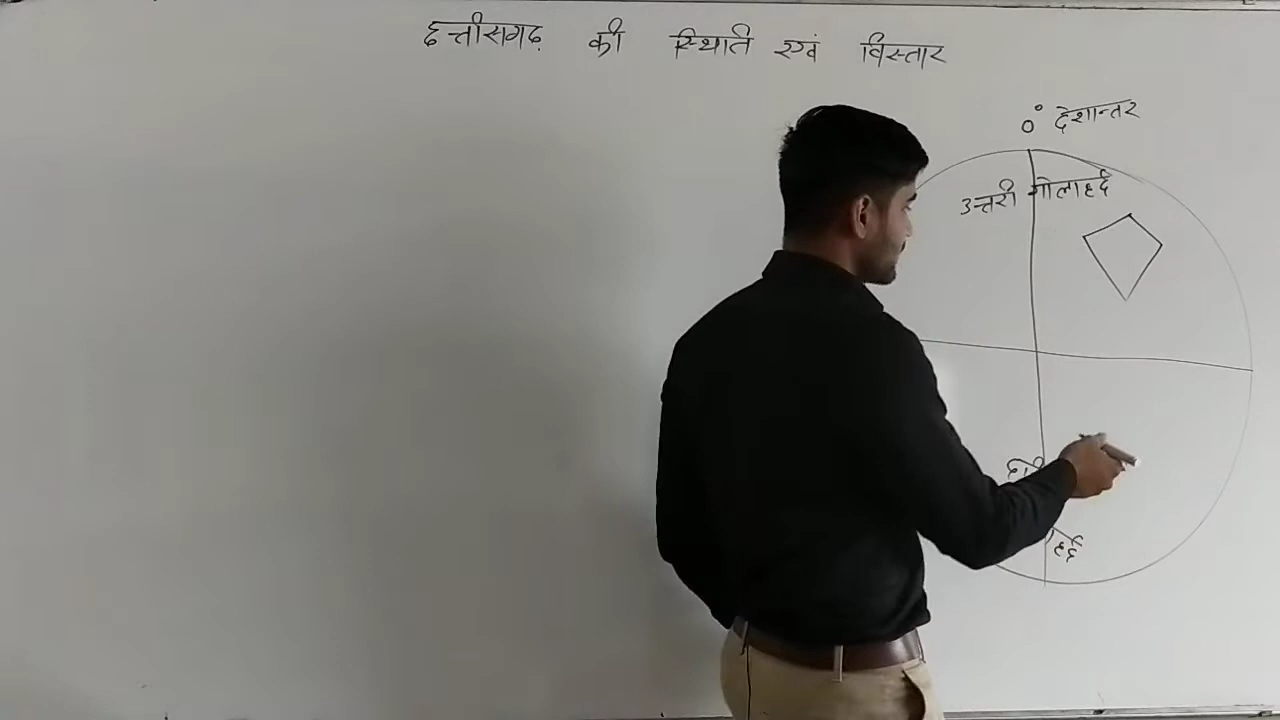 छत्तीसगढ़ की स्थिति एवं विस्तार
0° देशान्तर
उत्तरी गोलार्ह्द